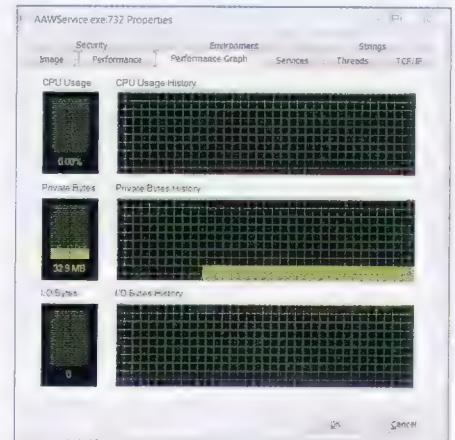 AAWService exe:732 Properties
Security Environment Strings
Image Performance Performance Graph Services Threads TCP/IP
CPU Usage CPU Usage History
0.00%
Private Bytes Private Bytes History
32.9 MB
I/O Bytes I/O Bytes History
0
OK Cancel